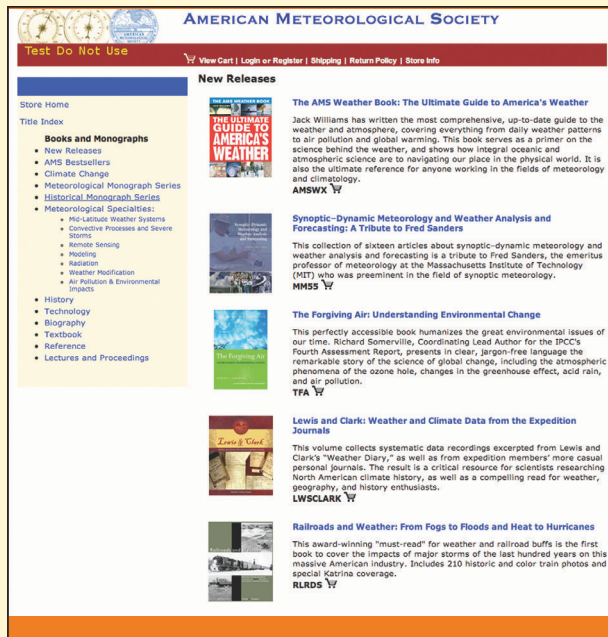 AMERICAN METEOROLOGICAL SOCIETY
Test Do Not Use
View Cart | Login or Register | Shipping | Return Policy | Store Info
Store Home
Title Index
Books and Monographs
• New Releases
• AMS Bestsellers
• Climate Change
• Meteorological Monograph Series
• Historical Monograph Series
• Meteorological Specialties:
• Mid-Latitude Weather Systems
• Convective Processes and Severe
Storms
• Remote Sensing
• Modeling
• Radiation
• Weather Modification
• Air Pollution & Environmental
Impacts
• History
• Technology
• Biography
• Textbook
• Reference
• Lectures and Proceedings
New Releases
THE AMS WEATHER BOOK
THE ULTIMATE
GUIDE TO
AMERICA'S
WEATHER
The AMS Weather Book: The Ultimate Guide to America's Weather
Jack Williams has written the most comprehensive, up-to-date guide to the
weather and atmosphere, covering everything from daily weather patterns
to air pollution and global warming. This book serves as a primer on the
science behind the weather, and shows how integral oceanic and
atmospheric science are to navigating our place in the physical world. It is
also the ultimate reference for anyone working in the fields of meteorology
and climatology.
AMSWX
Synoptic–Dynamic Meteorology and Weather Analysis and
Forecasting: A Tribute to Fred Sanders
This collection of sixteen articles about synoptic–dynamic meteorology and
weather analysis and forecasting is a tribute to Fred Sanders, the emeritus
professor of meteorology at the Massachusetts Institute of Technology
(MIT) who was preeminent in the field of synoptic meteorology.
MM55
The Forgiving Air
The Forgiving Air: Understanding Environmental Change
This perfectly accessible book humanizes the great environmental issues of
our time. Richard Somerville, Coordinating Lead Author for the IPCC's
Fourth Assessment Report, presents in clear, jargon-free language the
remarkable story of the science of global change, including the atmospheric
phenomena of the ozone hole, changes in the greenhouse effect, acid rain,
and air pollution.
TFA
Lewis & Clark
Lewis and Clark: Weather and Climate Data from the Expedition
Journals
This volume collects systematic data recordings excerpted from Lewis and
Clark's "Weather Diary," as well as from expedition members' more casual
personal journals. The result is a critical resource for scientists researching
North American climate history, as well as a compelling read for weather,
geography, and history enthusiasts.
LWSCLARK
Railroads and Weather: From Fogs to Floods and Heat to Hurricanes
This award-winning "must-read" for weather and railroad buffs is the first
book to cover the impacts of major storms of the last hundred years on this
massive American industry. Includes 210 historic and color train photos and
special Katrina coverage.
RLRDS